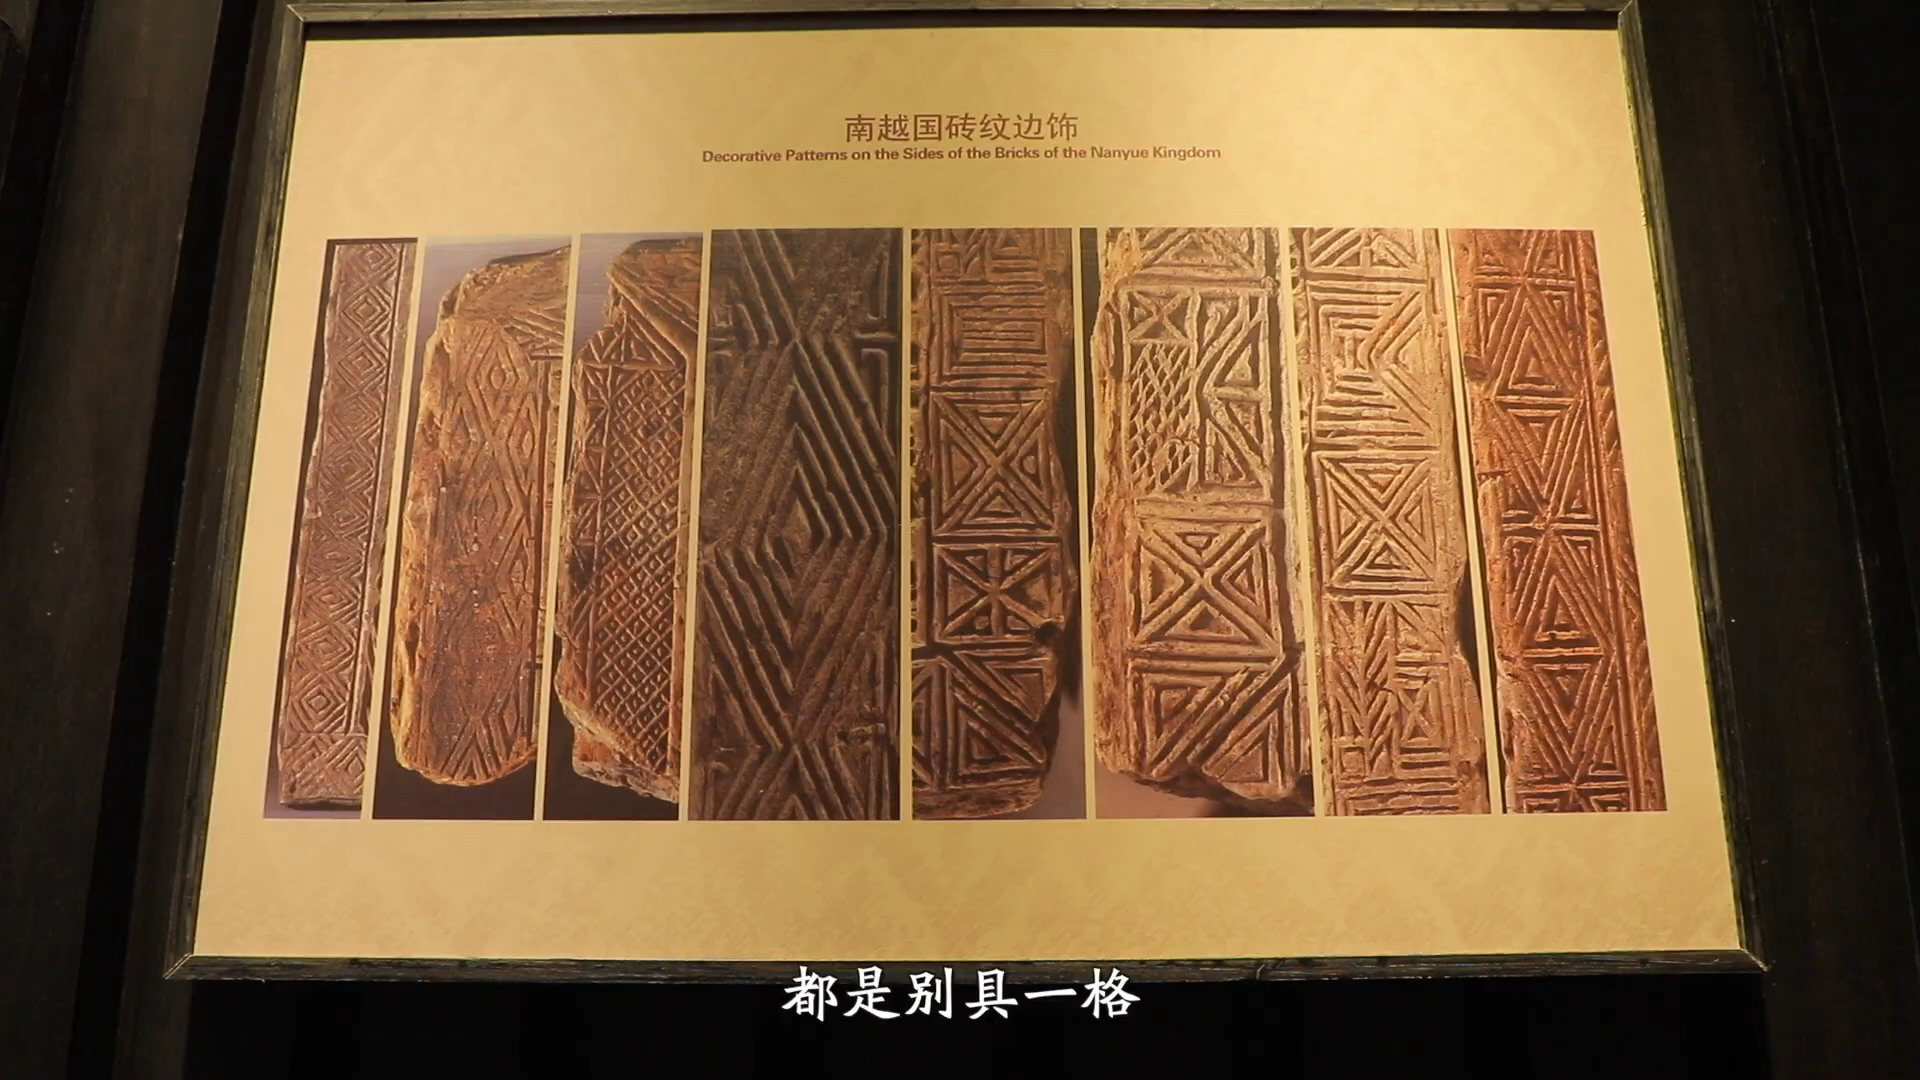 南越国砖纹边饰
Decorative Patterns on the Sides of the Bricks of the Nanyue Kingdom
都是别具一格